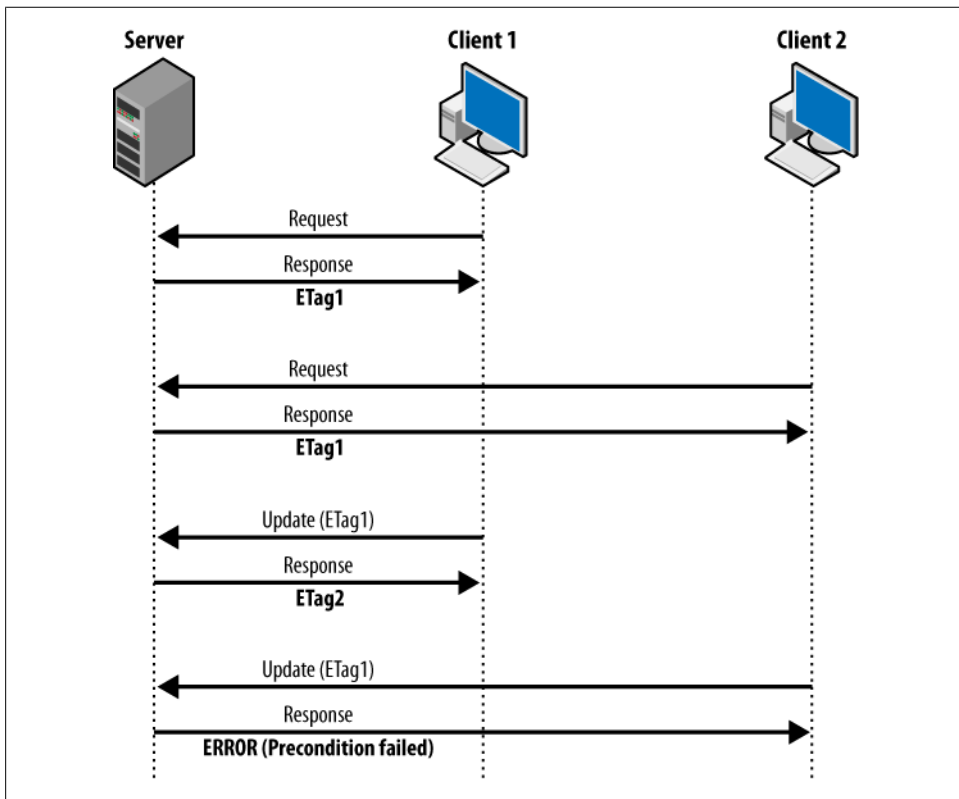 Server
Client 1
Client 2
Request
Response
ETag1
Request
Response
ETag1
Update (ETag1)
Response
ETag2
Update (ETag1)
Response
ERROR (Precondition failed)